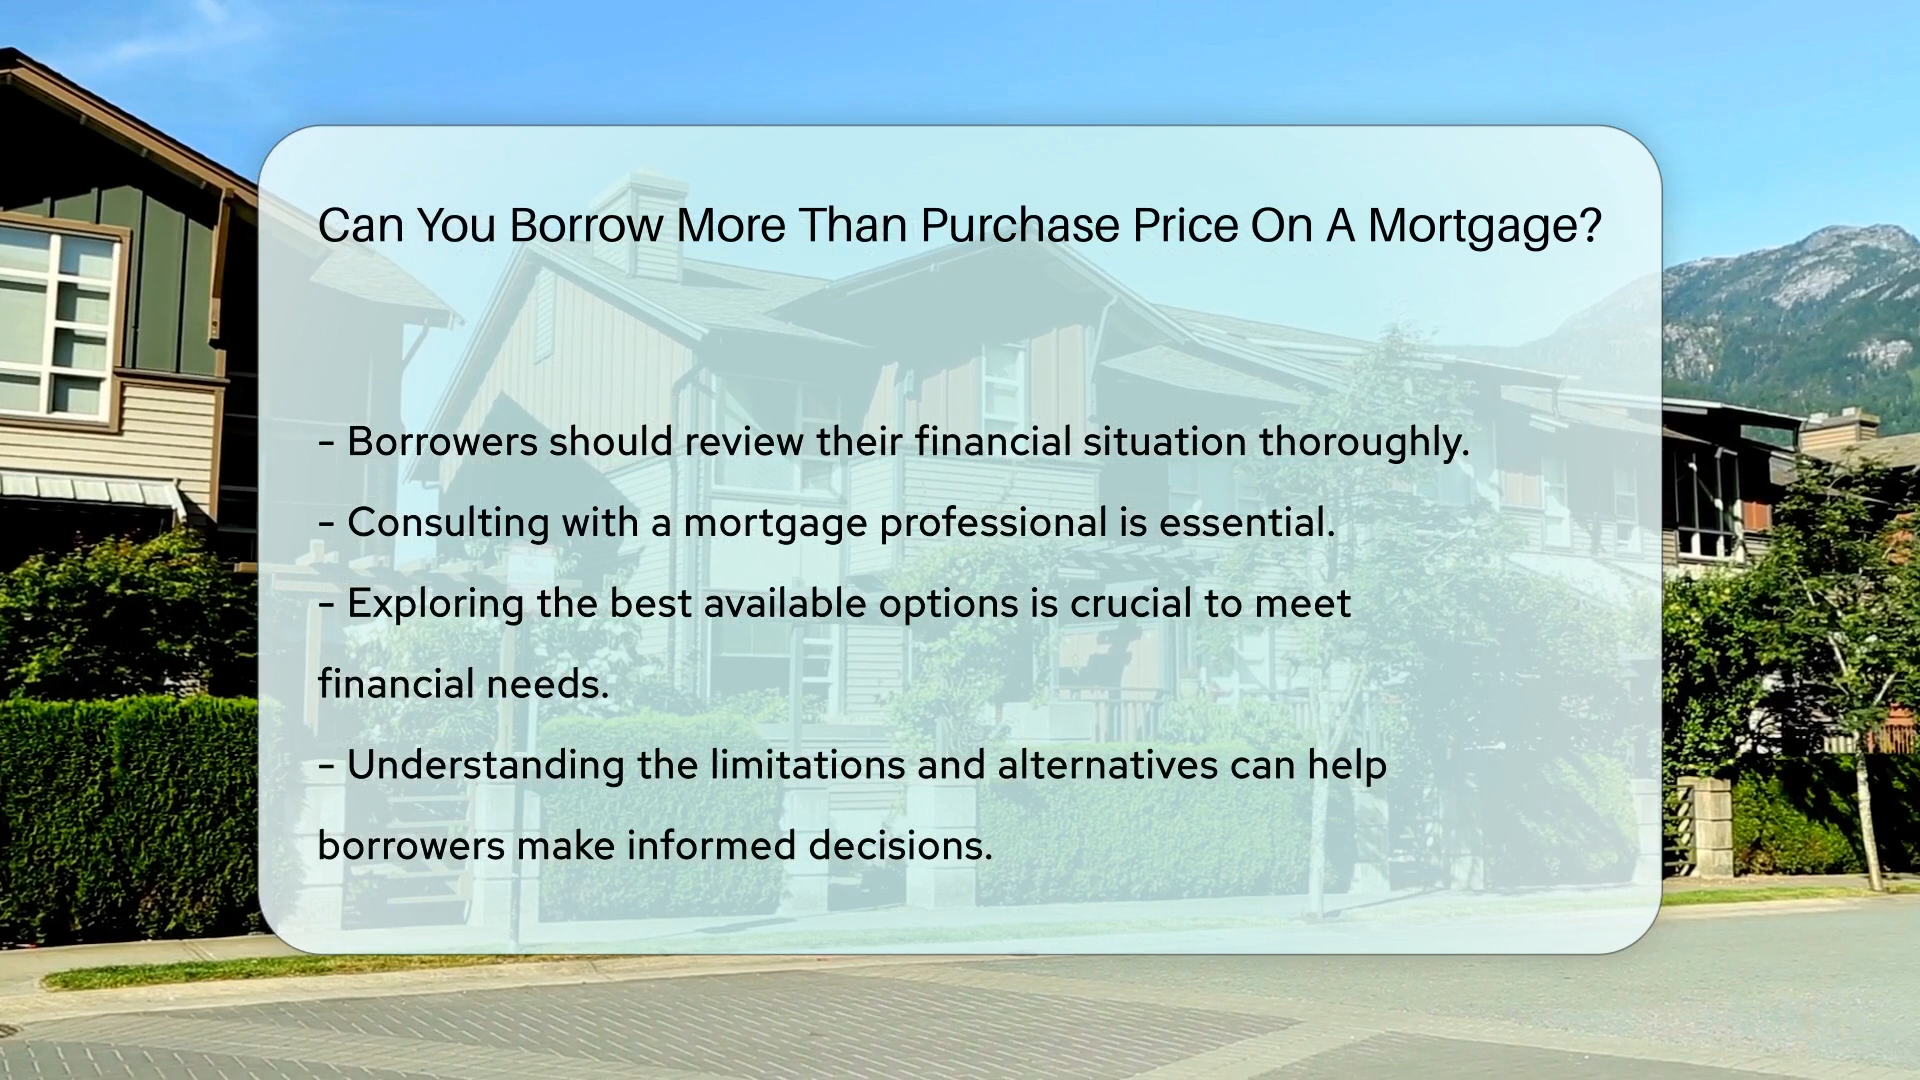 Can You Borrow More Than Purchase Price On A Mortgage?
- Borrowers should review their financial situation thoroughly.
- Consulting with a mortgage professional is essential.
- Exploring the best available options is crucial to meet
financial needs.
- Understanding the limitations and alternatives can help
borrowers make informed decisions.